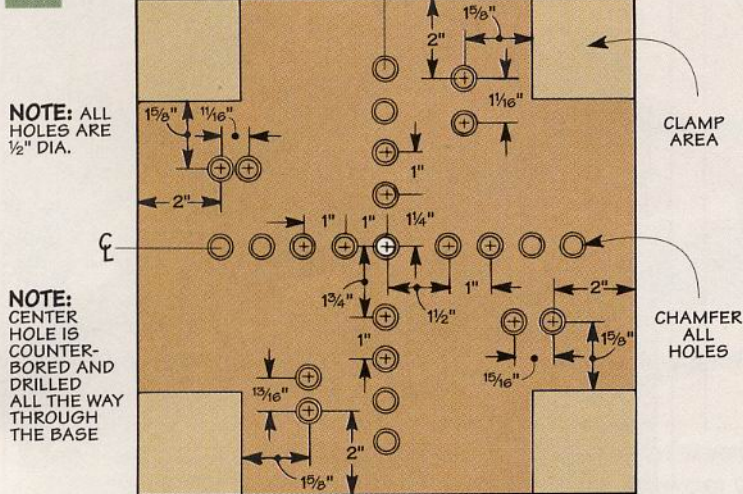 1⅝"
2"
1 1/16"
CLAMP
AREA
NOTE: ALL
HOLES ARE
½" DIA.
1⅝"
11/16"
2"
1"
1"
1"
1¼"
℄
1¾"
1½"
1"
2"
NOTE:
CENTER
HOLE IS
COUNTER-
BORED AND
DRILLED
ALL THE WAY
THROUGH
THE BASE
CHAMFER
ALL
HOLES
1⅝"
15/16"
1"
13/16"
2"
1⅝"